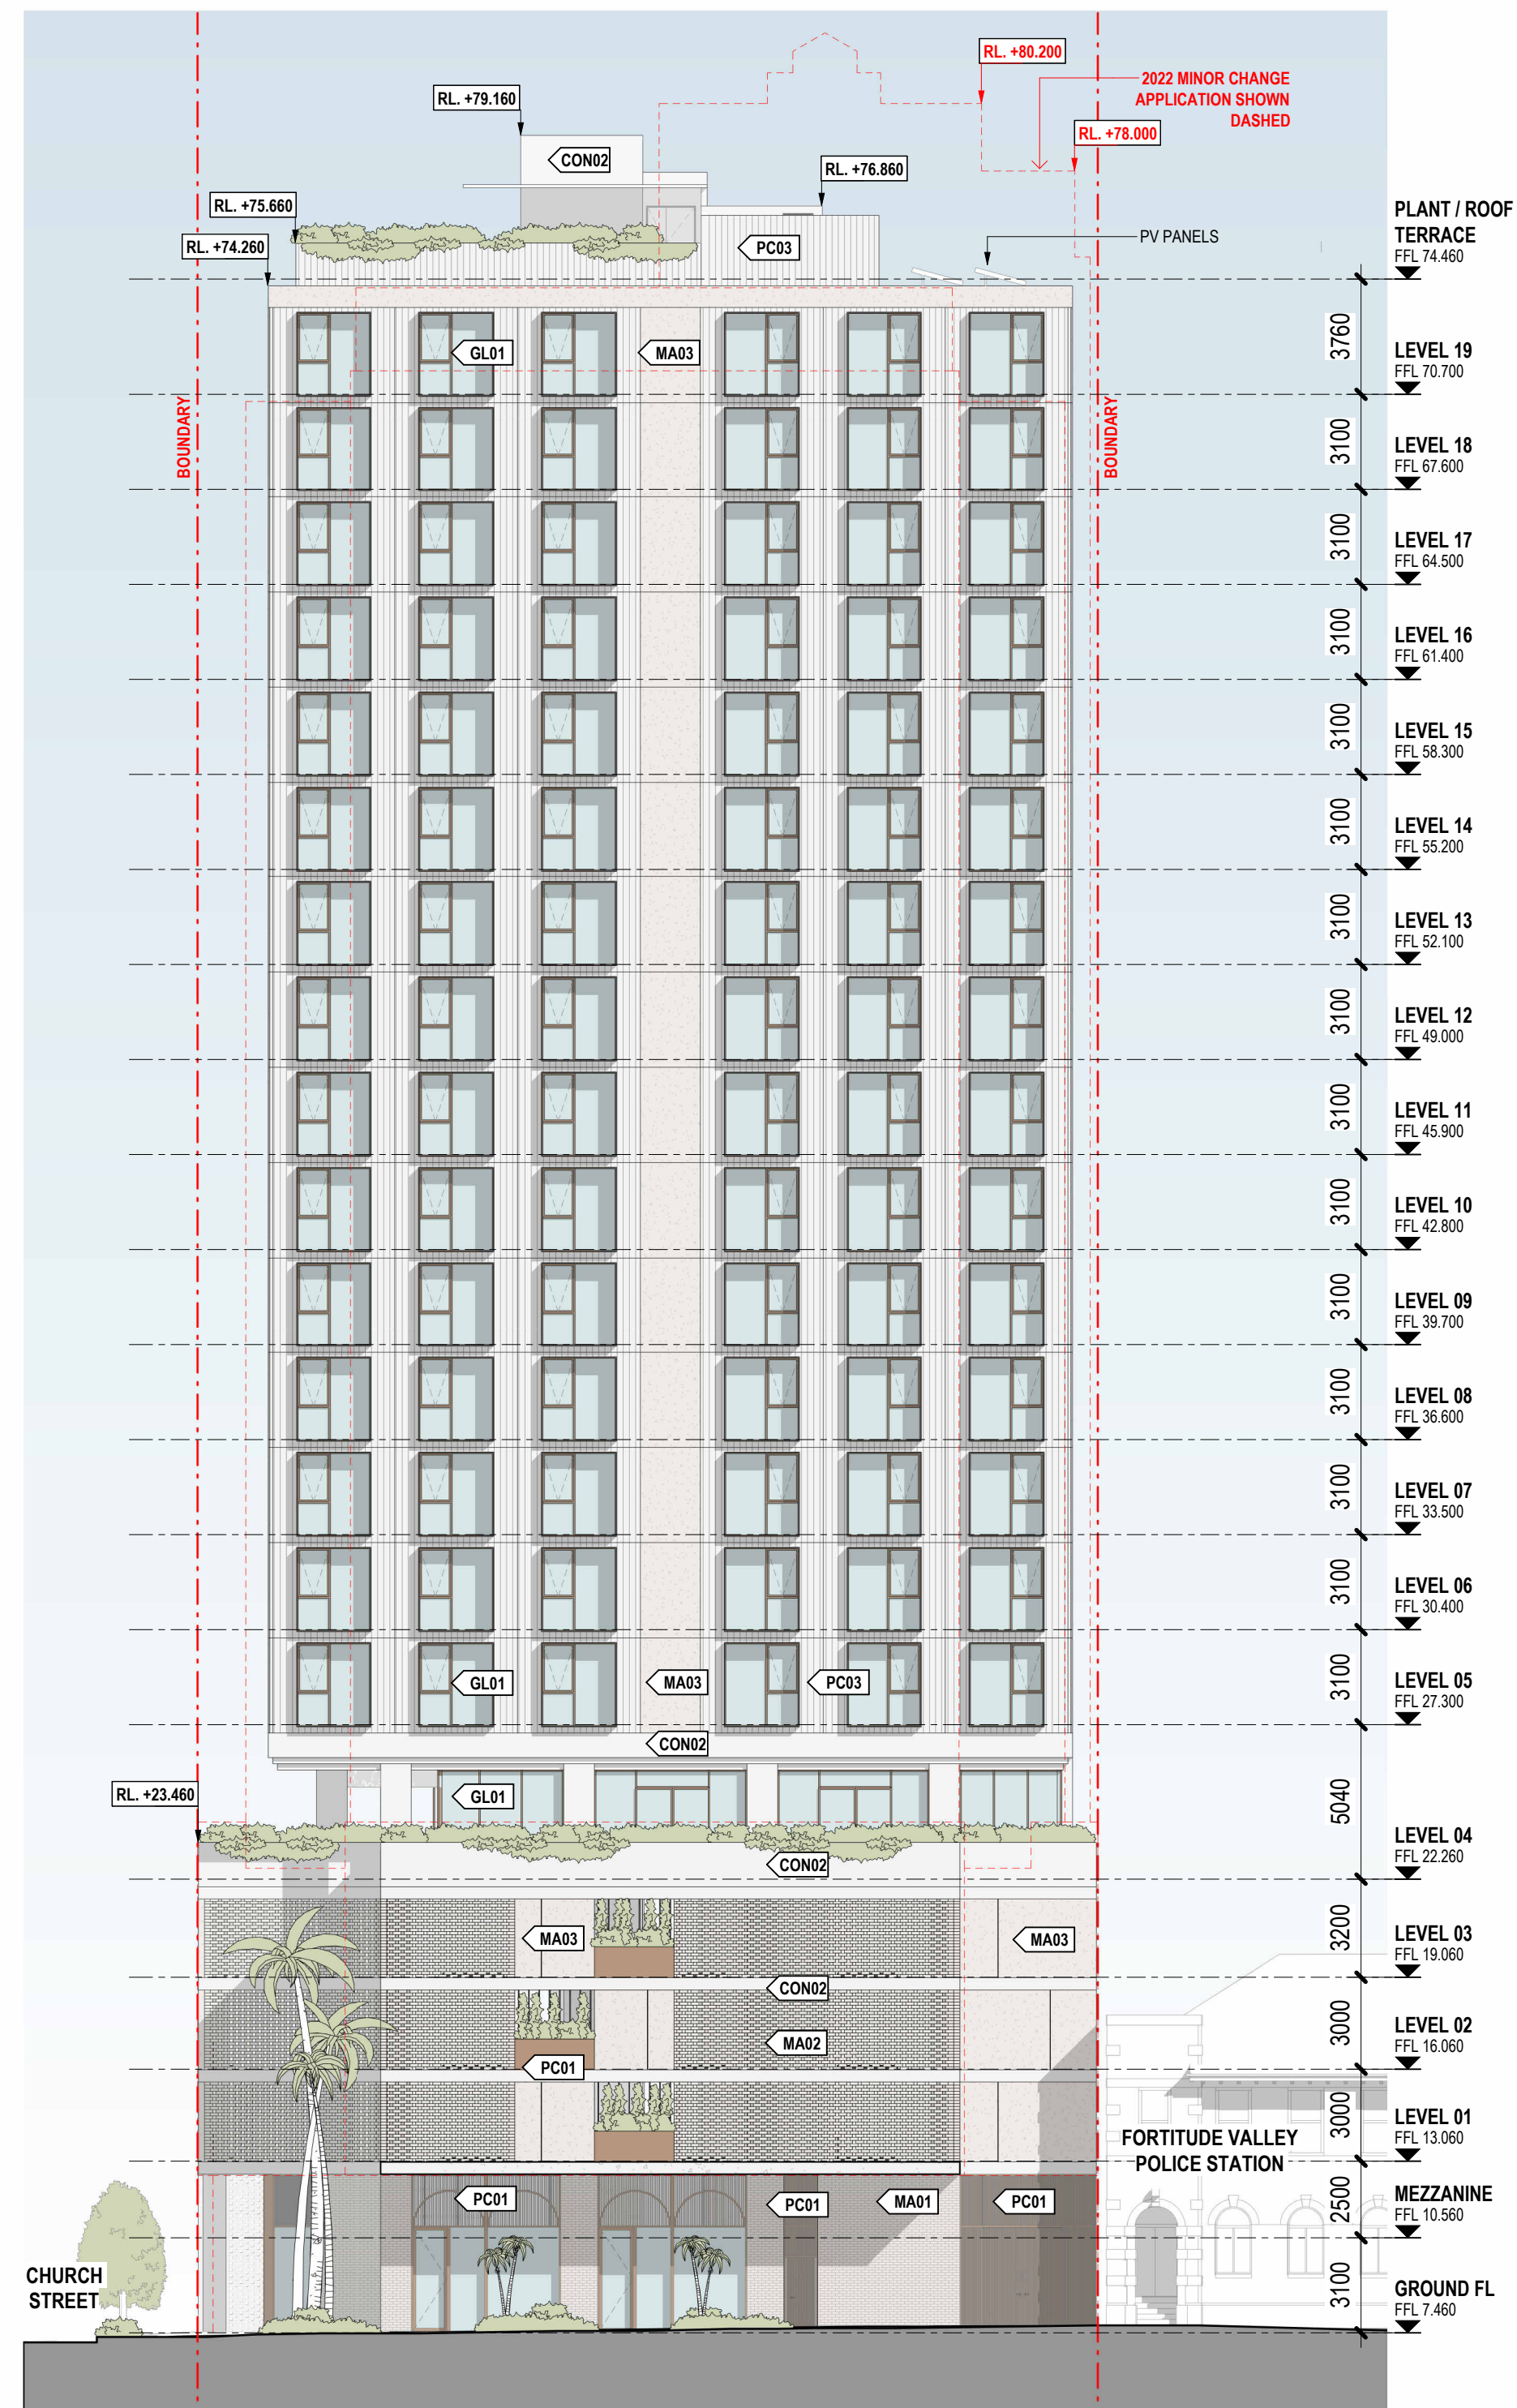 RL. +80.200
2022 MINOR CHANGE
APPLICATION SHOWN
DASHED
RL. +79.160
RL. +78.000
CON02
RL. +76.860
RL. +75.660
RL. +74.260
PC03
PV PANELS
PLANT / ROOF
TERRACE
FFL 74.460
3760
GL01
MA03
LEVEL 19
FFL 70.700
BOUNDARY
BOUNDARY
3100
LEVEL 18
FFL 67.600
3100
LEVEL 17
FFL 64.500
3100
LEVEL 16
FFL 61.400
3100
LEVEL 15
FFL 58.300
3100
LEVEL 14
FFL 55.200
3100
LEVEL 13
FFL 52.100
3100
LEVEL 12
FFL 49.000
3100
LEVEL 11
FFL 45.900
3100
LEVEL 10
FFL 42.800
3100
LEVEL 09
FFL 39.700
3100
LEVEL 08
FFL 36.600
3100
LEVEL 07
FFL 33.500
3100
LEVEL 06
FFL 30.400
GL01
MA03
PC03
3100
LEVEL 05
FFL 27.300
CON02
RL. +23.460
GL01
5040
LEVEL 04
FFL 22.260
CON02
MA03
MA03
3200
LEVEL 03
FFL 19.060
CON02
MA02
PC01
3000
LEVEL 02
FFL 16.060
3000
LEVEL 01
FFL 13.060
FORTITUDE VALLEY
POLICE STATION
PC01
PC01
MA01
PC01
2500
MEZZANINE
FFL 10.560
CHURCH
STREET
3100
GROUND FL
FFL 7.460